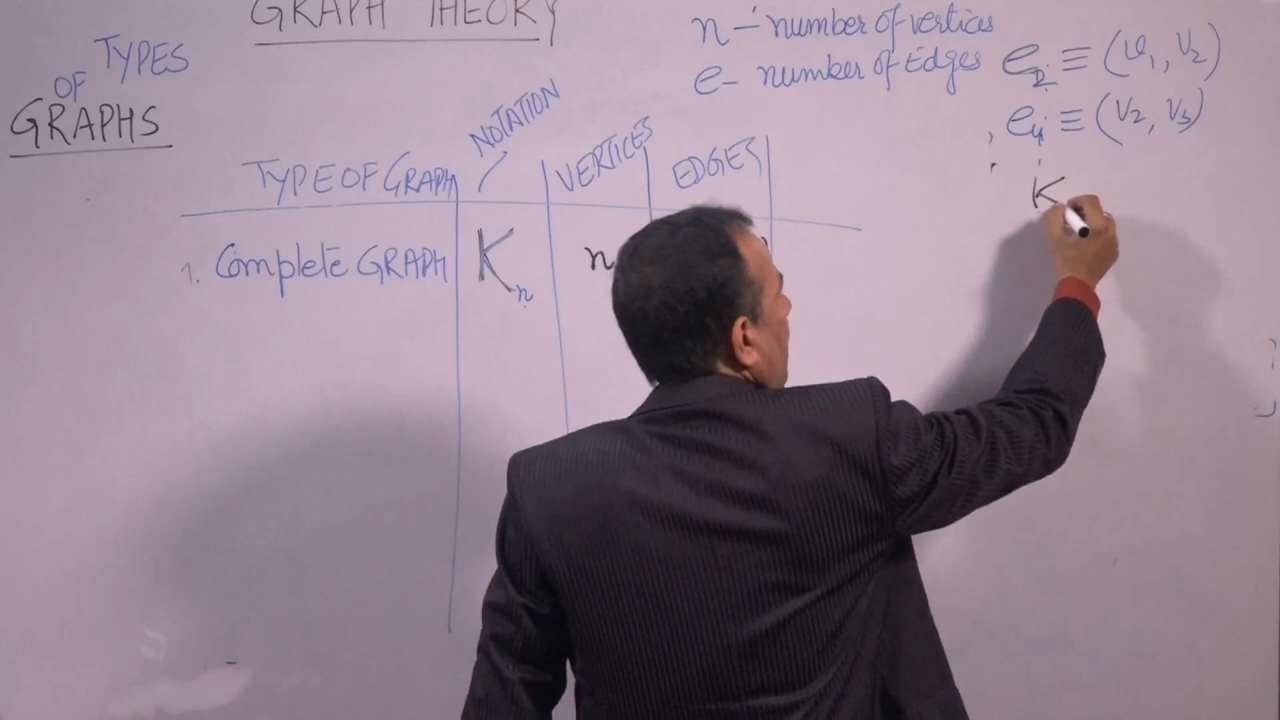 GRAPH THEORY
TYPES
OF
GRAPHS
n - number of vertices
e - number of Edges
e₂ ≡ (v₁, v₂)
e₄ ≡ (v₂, v₃)
K
TYPE OF GRAPH NOTATION VERTICES EDGES
1. Complete GRAPH Kₙ n